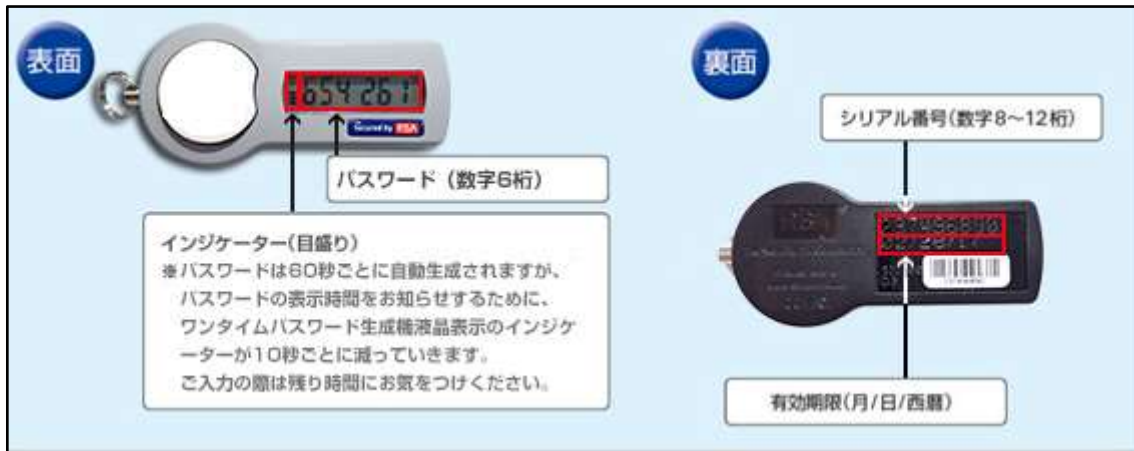 表面
654 261
Secured by RSA
パスワード（数字6桁）
インジケーター(目盛り)
※パスワードは60秒ごとに自動生成されますが、
パスワードの表示時間をお知らせするために、
ワンタイムパスワード生成機液晶表示のインジケ
ーターが10秒ごとに減っていきます。
ご入力の際は残り時間にお気をつけください。
裏面
シリアル番号(数字8～12桁)
有効期限(月/日/西暦)